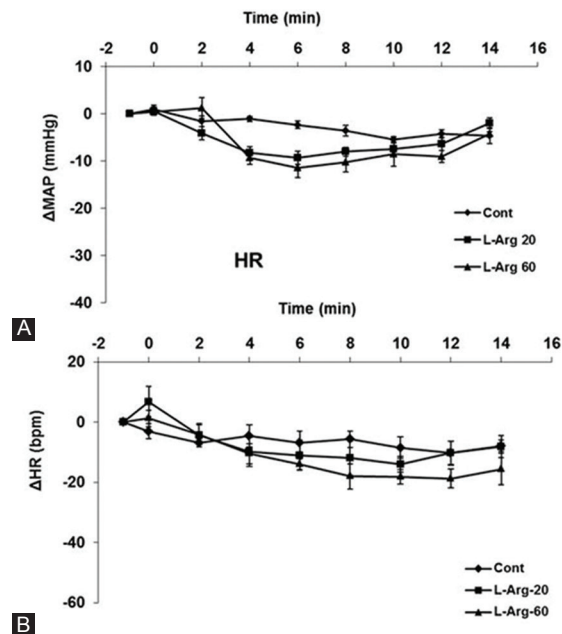 Time (min)
-2 0 2 4 6 8 10 12 14 16
10
0
-10
-20
-30
-40
ΔMAP (mmHg)
Cont
L-Arg 20
L-Arg 60
HR
A
Time (min)
-2 0 2 4 6 8 10 12 14 16
20
0
-20
-40
-60
ΔHR (bpm)
Cont
L-Arg-20
L-Arg-60
B